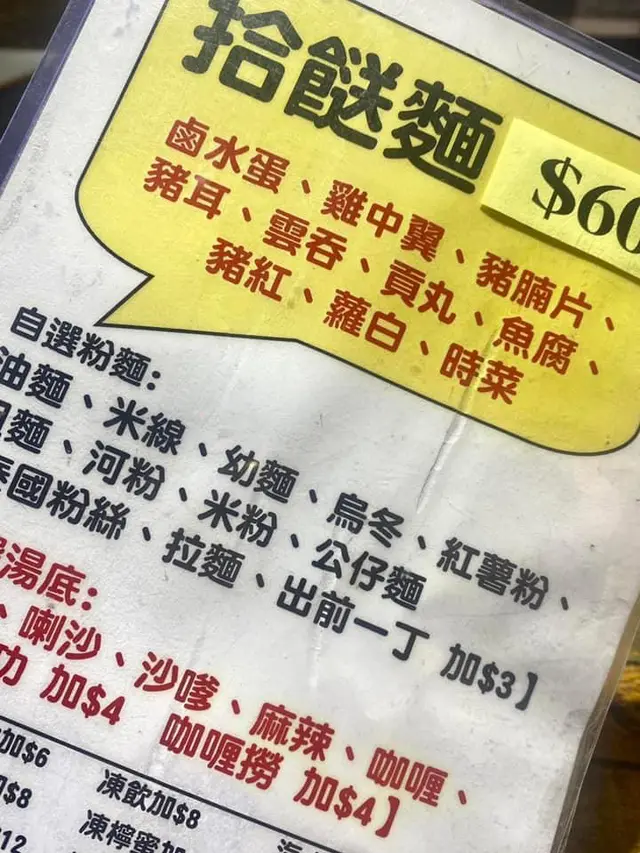 拾餸麵
$60
鹵水蛋、雞中翼、豬腩片、
豬耳、雲吞、貢丸、魚腐、
豬紅、蘿白、時菜
自選粉麵:
油麵、米線、幼麵、烏冬、紅薯粉、
麵、河粉、米粉、公仔麵
泰國粉絲、拉麵、出前一丁 加$3】
湯底:
、喇沙、沙嗲、麻辣、咖喱、
功 加$4 咖喱撈 加$4】
加$6
凍飲加$8
$8
凍檸蜜加
12